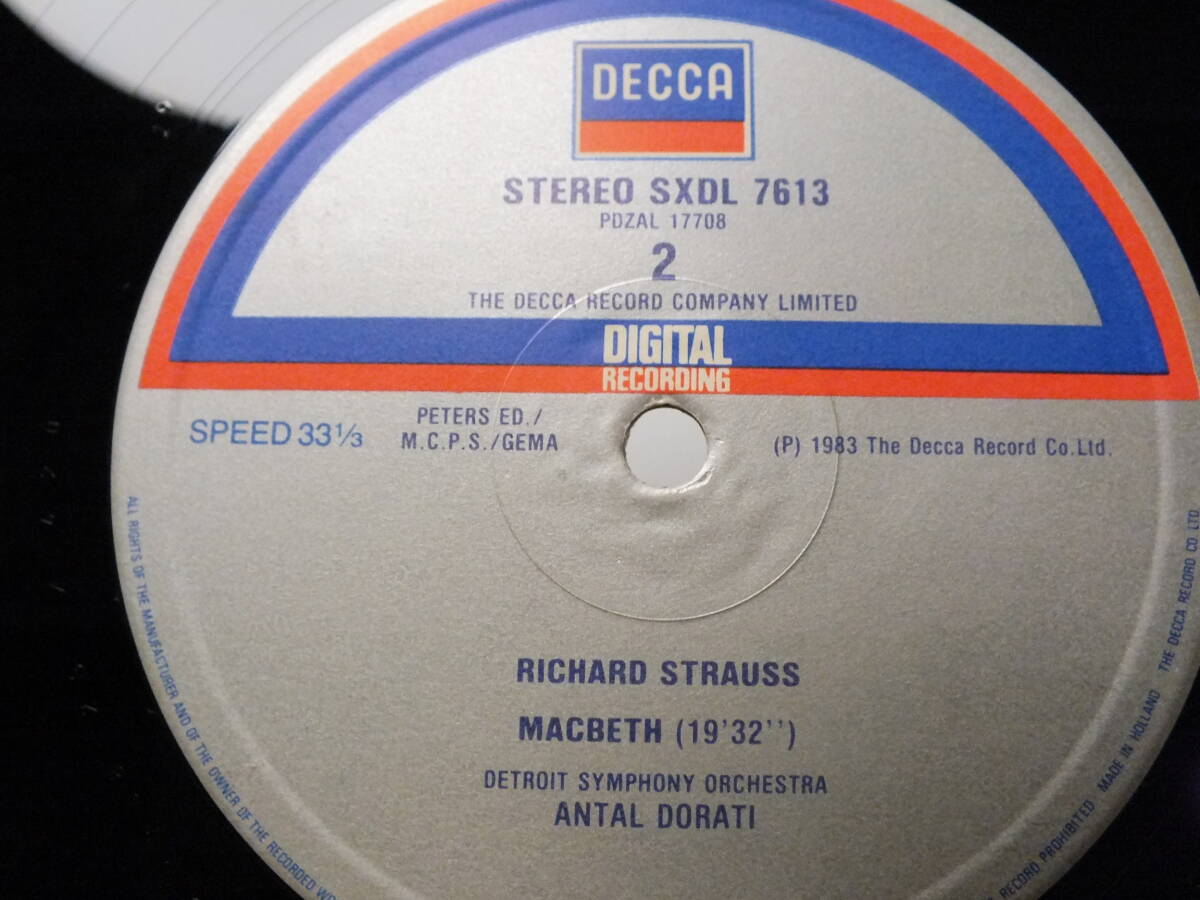 DECCA
STEREO SXDL 7613
PDZAL 17708
2
THE DECCA RECORD COMPANY LIMITED
DIGITAL
RECORDING
SPEED 33⅓
PETERS ED./
M.C.P.S./GEMA
(P) 1983 The Decca Record Co.Ltd.
RICHARD STRAUSS
MACBETH (19'32'')
DETROIT SYMPHONY ORCHESTRA
ANTAL DORATI
ALL RIGHTS OF THE MANUFACTURER AND OF THE OWNER OF THE RECORDED
RECORD PROHIBITED MADE IN HOLLAND THE DECCA RECORD CO LTD